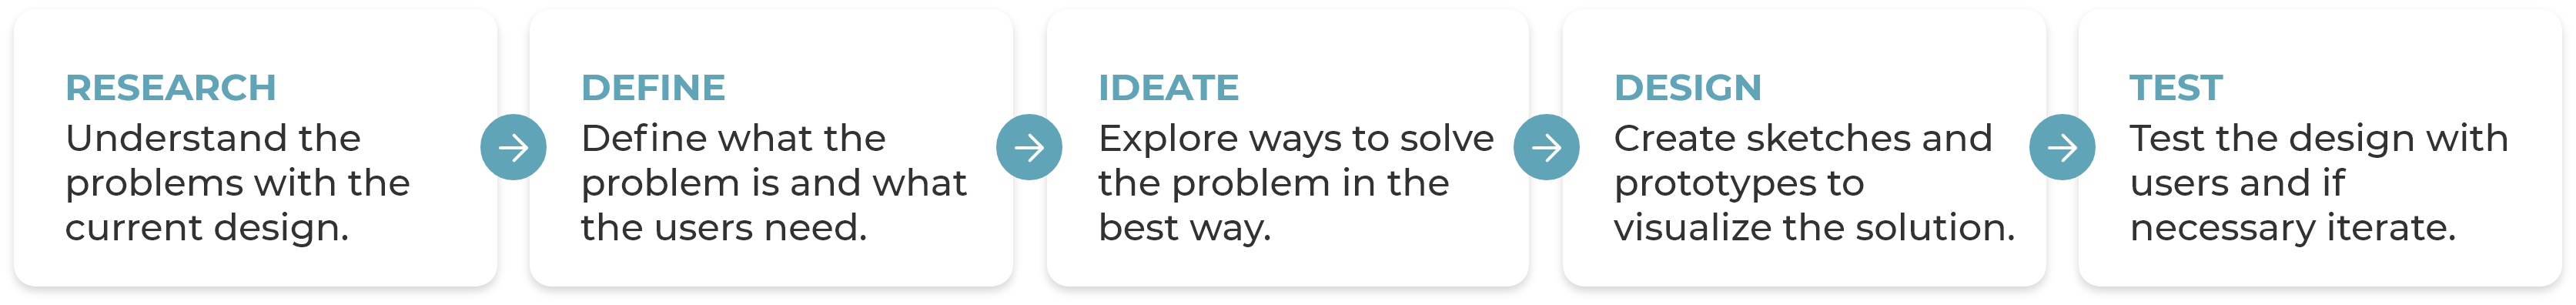 RESEARCH
Understand the
problems with the
current design.
DEFINE
Define what the
problem is and what
the users need.
IDEATE
Explore ways to solve
the problem in the
best way.
DESIGN
Create sketches and
prototypes to
visualize the solution.
TEST
Test the design with
users and if
necessary iterate.